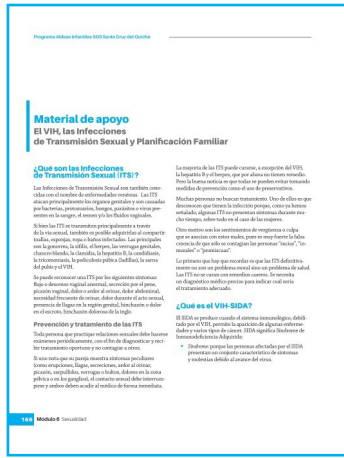 Programa Aldeas Infantiles SOS Santa Cruz del Quiché
Material de apoyo
El VIH, las Infecciones
de Transmisión Sexual y Planificación Familiar
¿Qué son las Infecciones
de Transmisión Sexual (ITS)?
Las Infecciones de Transmisión Sexual son también cono-
cidas con el nombre de enfermedades venéreas. Las ITS
atacan principalmente los órganos genitales y son causadas
por bacterias, protozoarios, hongos, parásitos o virus pre-
sentes en la sangre, el semen y/o los fluidos vaginales.
Si bien las ITS se transmiten principalmente a través
de la vía sexual, también es posible adquirirlas al compartir
toallas, esponjas, ropa o baños infectados. Las principales
son la gonorrea, la sífilis, el herpes, las verrugas genitales,
chancro blando, la clamidia, la hepatitis B, la candidiasis,
la tricomoniasis, la pediculosis púbica (ladillas), la sarna
del pubis y el VIH.
Se puede reconocer una ITS por los siguientes síntomas:
flujo o descenso vaginal anormal, secreción por el pene,
picazón vaginal, dolor o ardor al orinar, dolor abdominal,
necesidad frecuente de orinar, dolor durante el acto sexual,
presencia de llagas en la región genital, hinchazón o dolor
en el escroto, hinchazón dolorosa de la ingle.
Prevención y tratamiento de las ITS
Toda persona que practique relaciones sexuales debe hacerse
exámenes periódicamente, con el fin de diagnosticar y reci-
bir tratamiento oportuno y no contagiar a otros.
Si uno nota que su pareja muestra síntomas peculiares
(como erupciones, llagas, secreciones, ardor al orinar,
picazón, sarpullidos, verrugas o bultos, dolores en la zona
pélvica o en los ganglios), el contacto sexual debe interrum-
pirse y ambos deben acudir al médico de forma inmediata.
La mayoría de las ITS puede curarse, a excepción del VIH,
la hepatitis B y el herpes, que por ahora no tienen remedio.
Pero la buena noticia es que todas se pueden evitar tomando
medidas de prevención como el uso de preservativos.
Muchas personas no buscan tratamiento. Uno de ellos es que
desconocen que tienen la infección porque, como ya hemos
señalado, algunas ITS no presentan síntomas durante mu-
cho tiempo, sobre todo en el caso de las mujeres.
Otro motivo son los sentimientos de vergüenza o culpa
que se asocian con estos males, pues es muy fuerte la falsa
creencia de que sólo se contagian las personas "sucias", "in-
morales" o "promiscuas".
Lo primero que hay que recordar es que las ITS definitiva-
mente no son un problema moral sino un problema de salud.
Las ITS no se curan con remedios caseros. Se necesita
un diagnóstico médico preciso para indicar cuál sería
el tratamiento adecuado.
¿Qué es el VIH-SIDA?
El SIDA se produce cuando el sistema inmunológico, debili-
tado por el VIH, permite la aparición de algunas enferme-
dades y varios tipos de cáncer. SIDA significa Síndrome de
Inmunodeficiencia Adquirida:
• Síndrome: porque las personas afectadas por el SIDA
presentan un conjunto característico de síntomas
y molestias debido al avance del virus.
166 Módulo 6 Sexualidad